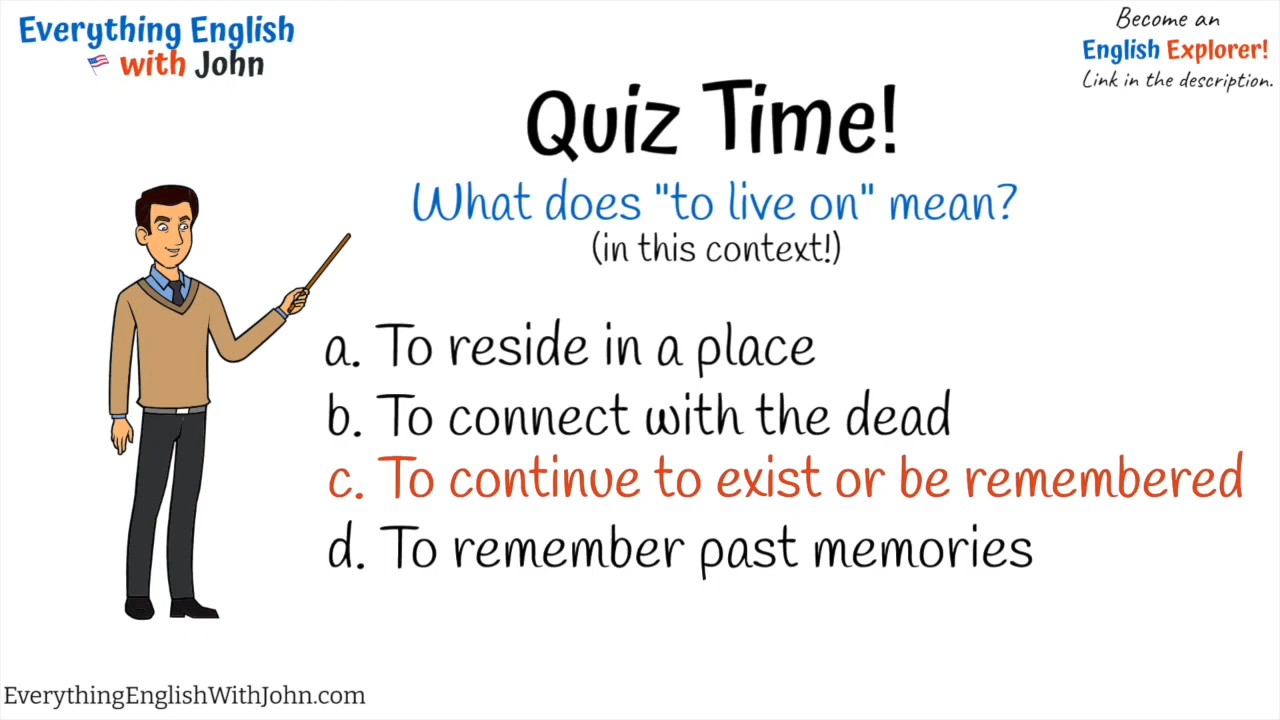 Everything English
with John
Become an
English Explorer!
Link in the description.
Quiz Time!
What does "to live on" mean?
(in this context!)
a. To reside in a place
b. To connect with the dead
c. To continue to exist or be remembered
d. To remember past memories
EverythingEnglishWithJohn.com